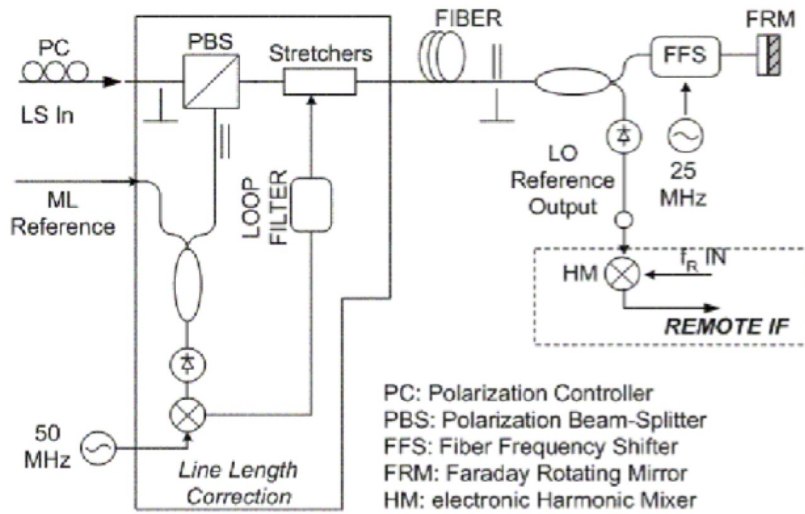 PC
LS In
PBS
Stretchers
FIBER
FFS
FRM
ML
Reference
LOOP
FILTER
LO
Reference
Output
25
MHz
HM
fR IN
REMOTE IF
50
MHz
Line Length
Correction
PC: Polarization Controller
PBS: Polarization Beam-Splitter
FFS: Fiber Frequency Shifter
FRM: Faraday Rotating Mirror
HM: electronic Harmonic Mixer